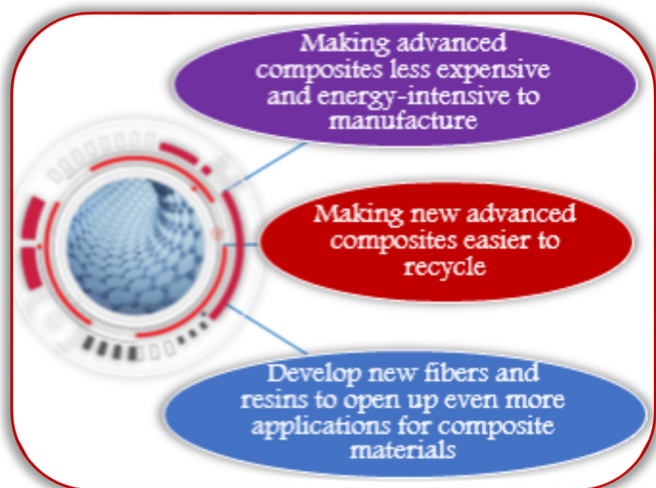 Making advanced
composites less expensive
and energy-intensive to
manufacture
Making new advanced
composites easier to
recycle
Develop new fibers and
resins to open up even more
applications for composite
materials